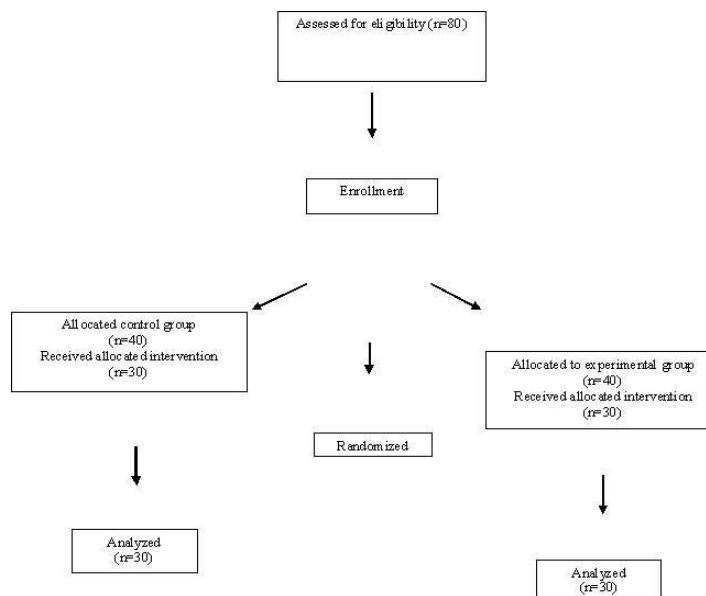 Assessed for eligibility (n=80)
Enrollment
Allocated control group
(n=40)
Received allocated intervention
(n=30)
Allocated to experimental group
(n=40)
Received allocated intervention
(n=30)
Randomized
Analyzed
(n=30)
Analyzed
(n=30)